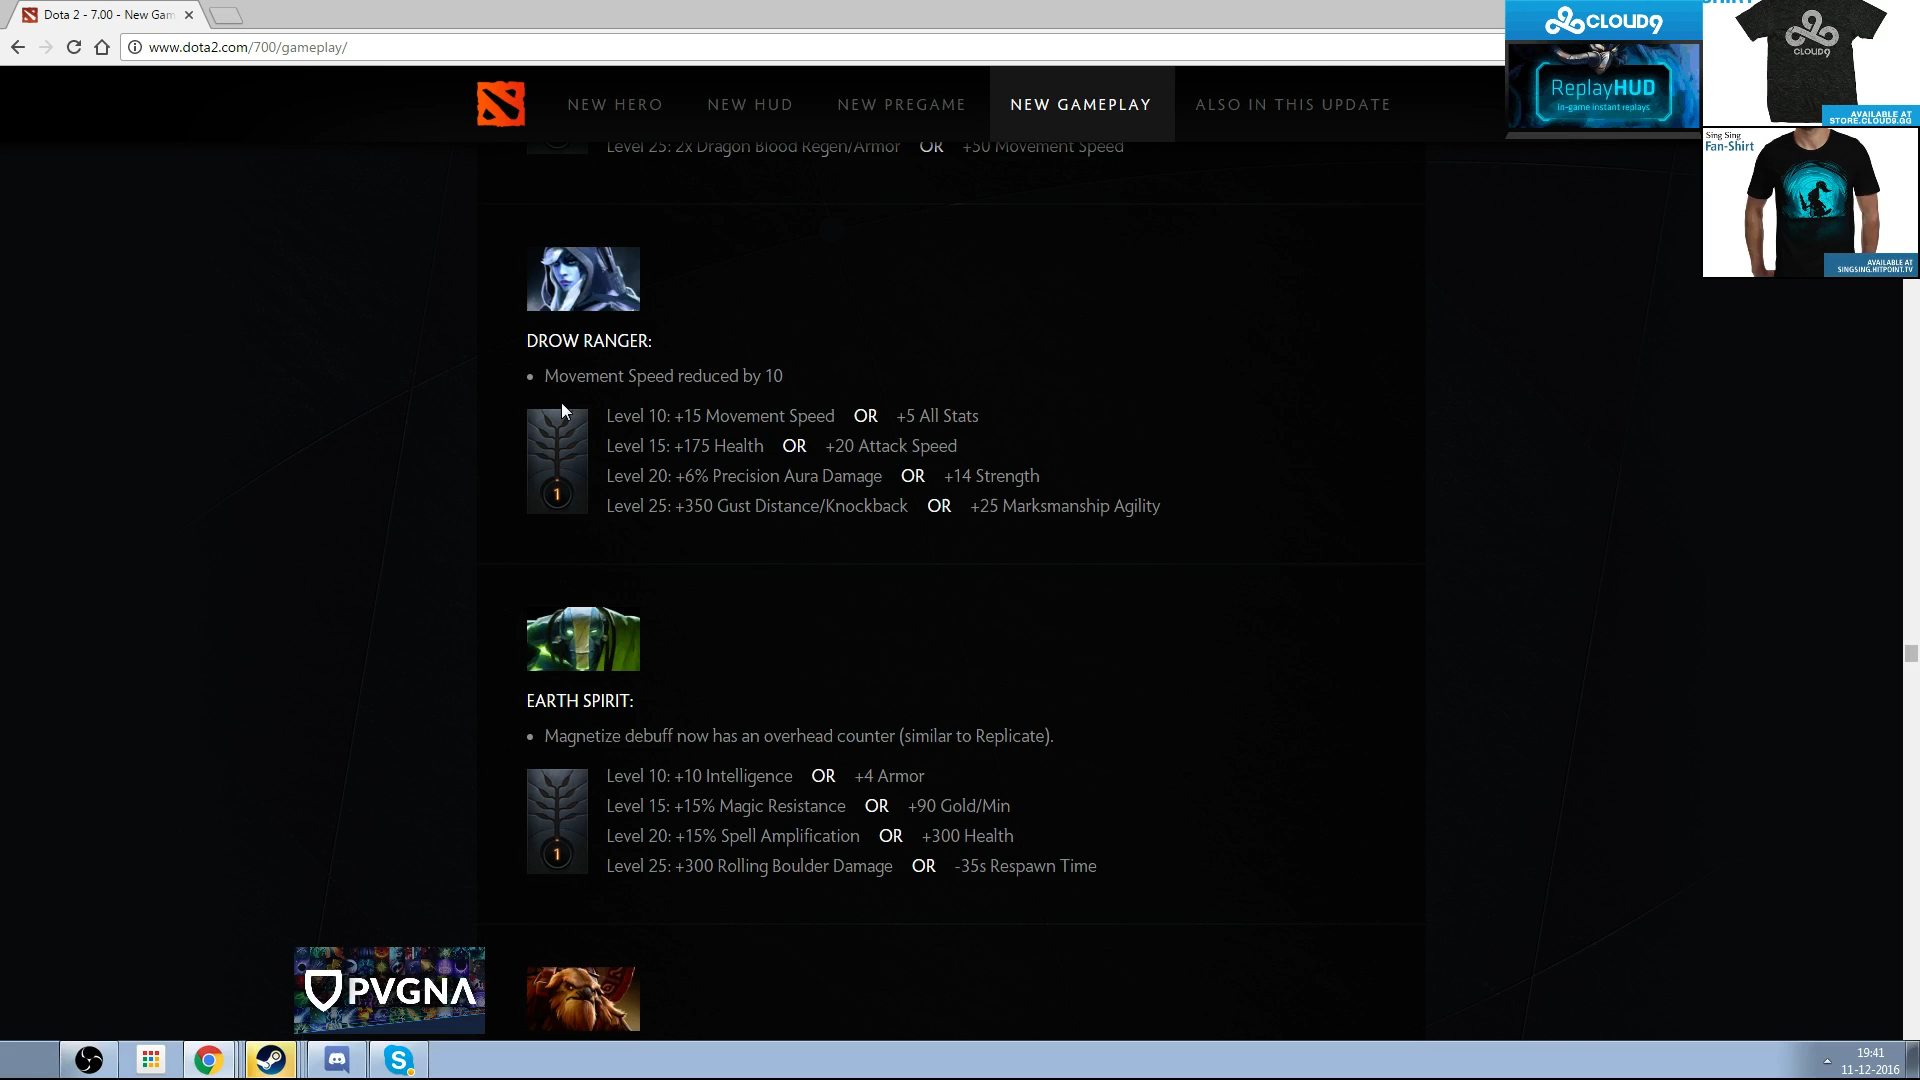 Dota 2 - 7.00 - New Gam
www.dota2.com/700/gameplay/
NEW HERO NEW HUD NEW PREGAME NEW GAMEPLAY ALSO IN THIS UPDATE
CLOUD9
ReplayHUD
In-game instant replays
SHIRT
CLOUD9
AVAILABLE AT
STORE.CLOUD9.GG
Sing Sing
Fan-Shirt
AVAILABLE AT
SINGSING.HITPOINT.TV
Level 25: 2x Dragon Blood Regen/Armor OR +50 Movement Speed
DROW RANGER:
• Movement Speed reduced by 10
Level 10: +15 Movement Speed OR +5 All Stats
Level 15: +175 Health OR +20 Attack Speed
Level 20: +6% Precision Aura Damage OR +14 Strength
Level 25: +350 Gust Distance/Knockback OR +25 Marksmanship Agility
1
EARTH SPIRIT:
• Magnetize debuff now has an overhead counter (similar to Replicate).
Level 10: +10 Intelligence OR +4 Armor
Level 15: +15% Magic Resistance OR +90 Gold/Min
Level 20: +15% Spell Amplification OR +300 Health
Level 25: +300 Rolling Boulder Damage OR -35s Respawn Time
1
PVGNA
19:41
11-12-2016